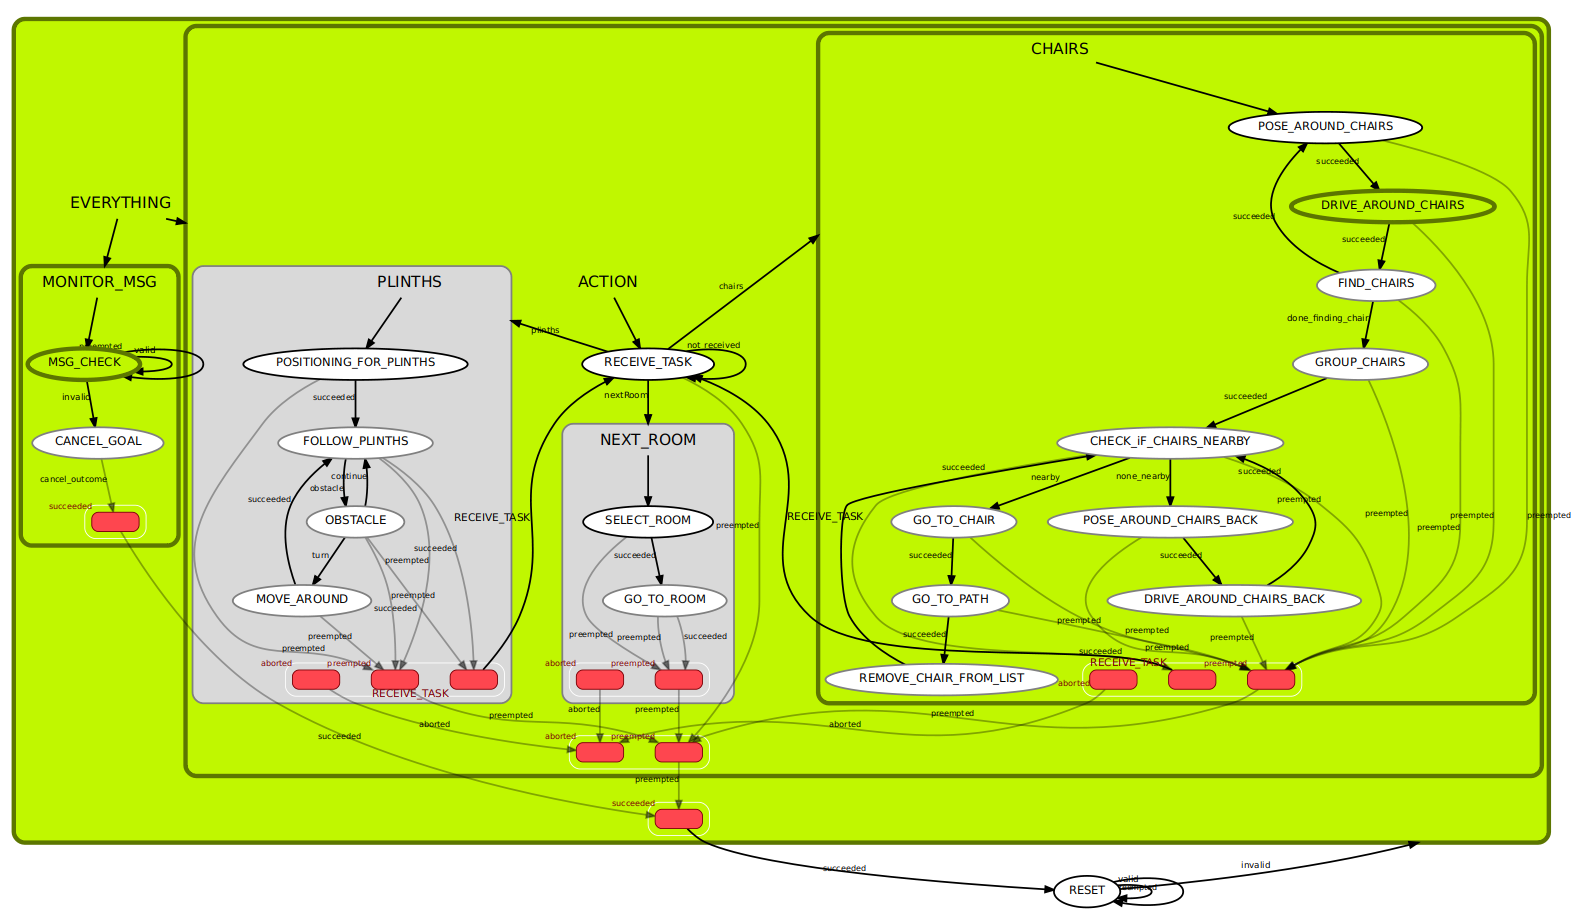 CHAIRS
POSE_AROUND_CHAIRS
succeeded
DRIVE_AROUND_CHAIRS
EVERYTHING
succeeded
succeeded
MONITOR_MSG
PLINTHS
ACTION
FIND_CHAIRS
chairs
done_finding_chair
plinths
preempted
valid
not_received
MSG_CHECK
POSITIONING_FOR_PLINTHS
RECEIVE_TASK
GROUP_CHAIRS
invalid
succeeded
nextRoom
succeeded
CANCEL_GOAL
FOLLOW_PLINTHS
NEXT_ROOM
CHECK_iF_CHAIRS_NEARBY
succeeded
succeeded
cancel_outcome
continue
nearby
none_nearby
obstacle
succeeded
preempted
succeeded
RECEIVE_TASK
RECEIVE_TASK
preempted
preempted
preempted
OBSTACLE
SELECT_ROOM
GO_TO_CHAIR
POSE_AROUND_CHAIRS_BACK
preempted
preempted
turn
succeeded
preempted
succeeded
succeeded
succeeded
MOVE_AROUND
preempted
succeeded
GO_TO_ROOM
GO_TO_PATH
DRIVE_AROUND_CHAIRS_BACK
preempted
preempted
preempted
preempted
succeeded
succeeded
preempted
preempted
preempted
preempted
succeeded
aborted
preempted
aborted
preempted
RECEIVE_TASK
preempted
REMOVE_CHAIR_FROM_LIST
aborted
RECEIVE_TASK
preempted
aborted
preempted
preempted
aborted
aborted
succeeded
aborted
preempted
preempted
succeeded
succeeded
invalid
valid
preempted
RESET